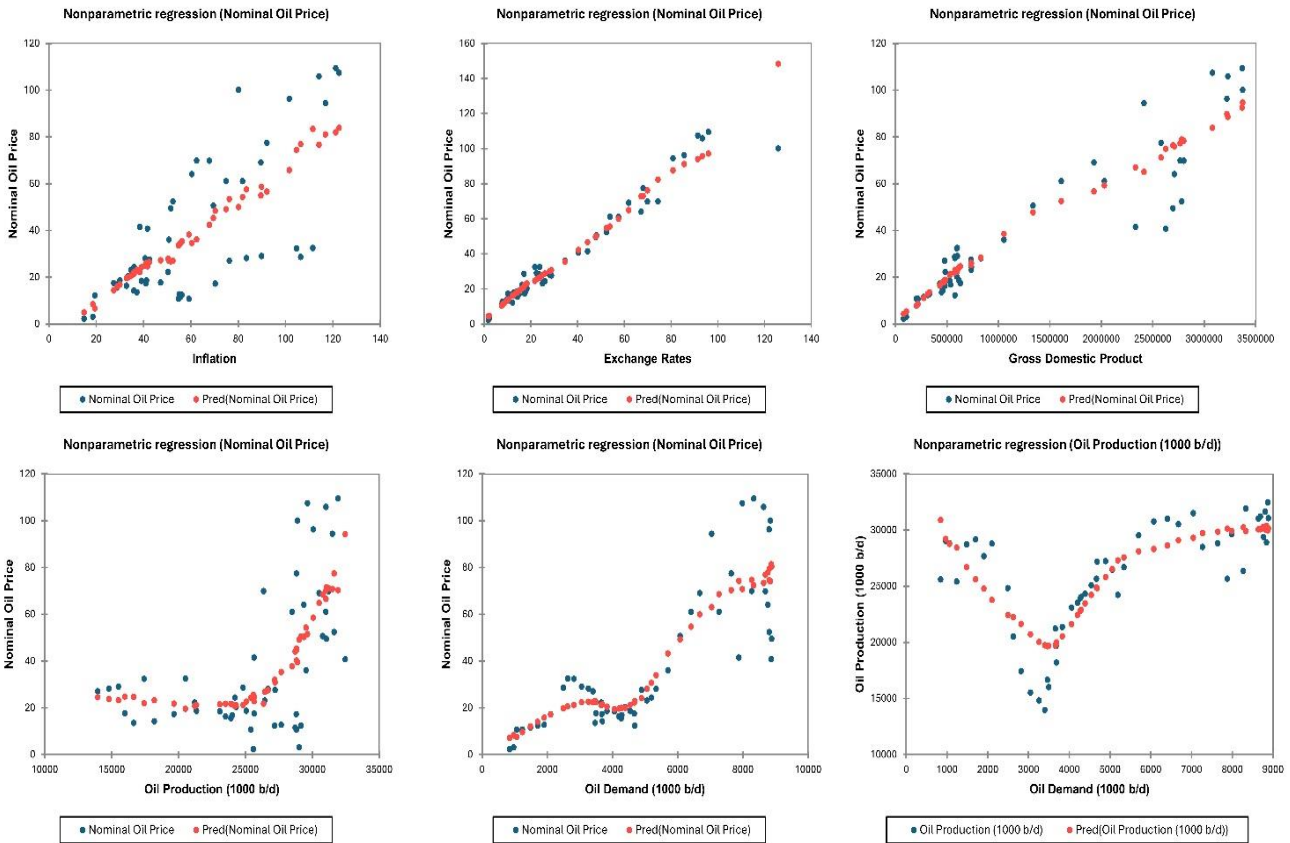 Nonparametric regression (Nominal Oil Price)
Nominal Oil Price
120
100
80
60
40
20
0
0 20 40 60 80 100 120 140
Inflation
Nominal Oil Price Pred(Nominal Oil Price)
Nonparametric regression (Nominal Oil Price)
Nominal Oil Price
160
140
120
100
80
60
40
20
0
0 20 40 60 80 100 120 140
Exchange Rates
Nominal Oil Price Pred(Nominal Oil Price)
Nonparametric regression (Nominal Oil Price)
Nominal Oil Price
120
100
80
60
40
20
0
0 500000 1000000 1500000 2000000 2500000 3000000 3500000
Gross Domestic Product
Nominal Oil Price Pred(Nominal Oil Price)
Nonparametric regression (Nominal Oil Price)
Nominal Oil Price
120
100
80
60
40
20
0
10000 15000 20000 25000 30000 35000
Oil Production (1000 b/d)
Nominal Oil Price Pred(Nominal Oil Price)
Nonparametric regression (Nominal Oil Price)
Nominal Oil Price
120
100
80
60
40
20
0
0 2000 4000 6000 8000 10000
Oil Demand (1000 b/d)
Nominal Oil Price Pred(Nominal Oil Price)
Nonparametric regression (Oil Production (1000 b/d))
Oil Production (1000 b/d)
35000
30000
25000
20000
15000
10000
0 1000 2000 3000 4000 5000 6000 7000 8000 9000
Oil Demand (1000 b/d)
Oil Production (1000 b/d) Pred(Oil Production (1000 b/d))